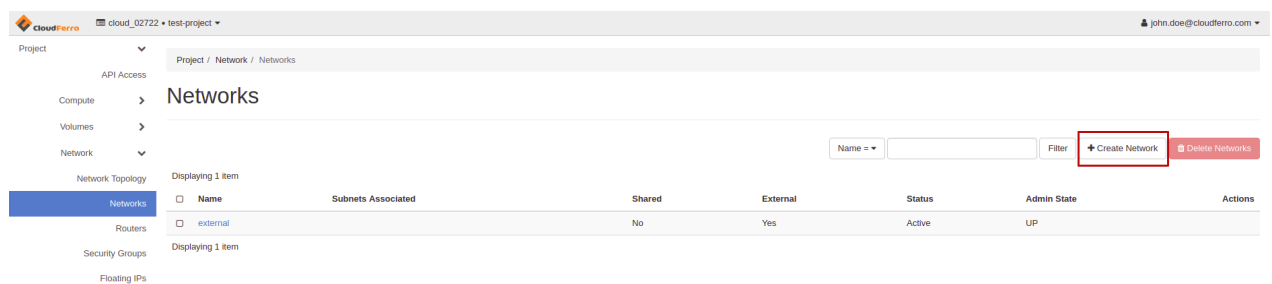 CloudFerro cloud_02722 • test-project john.doe@cloudferro.com
Project
API Access
Compute
Volumes
Network
Network Topology
Networks
Routers
Security Groups
Floating IPs
Project / Network / Networks
Networks
Name = Filter + Create Network Delete Networks
Displaying 1 item
Name Subnets Associated Shared External Status Admin State Actions
external No Yes Active UP
Displaying 1 item